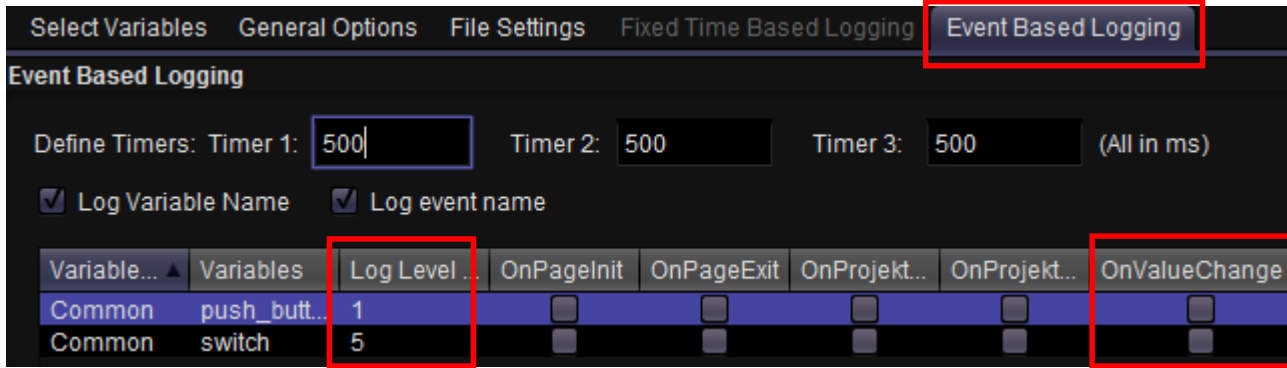 Select Variables General Options File Settings Fixed Time Based Logging Event Based Logging
Event Based Logging
Define Timers: Timer 1: 500 Timer 2: 500 Timer 3: 500 (All in ms)
Log Variable Name Log event name
Variable... Variables Log Level ... OnPageInit OnPageExit OnProjekt... OnProjekt... OnValueChange
Common push_butt... 1
Common switch 5